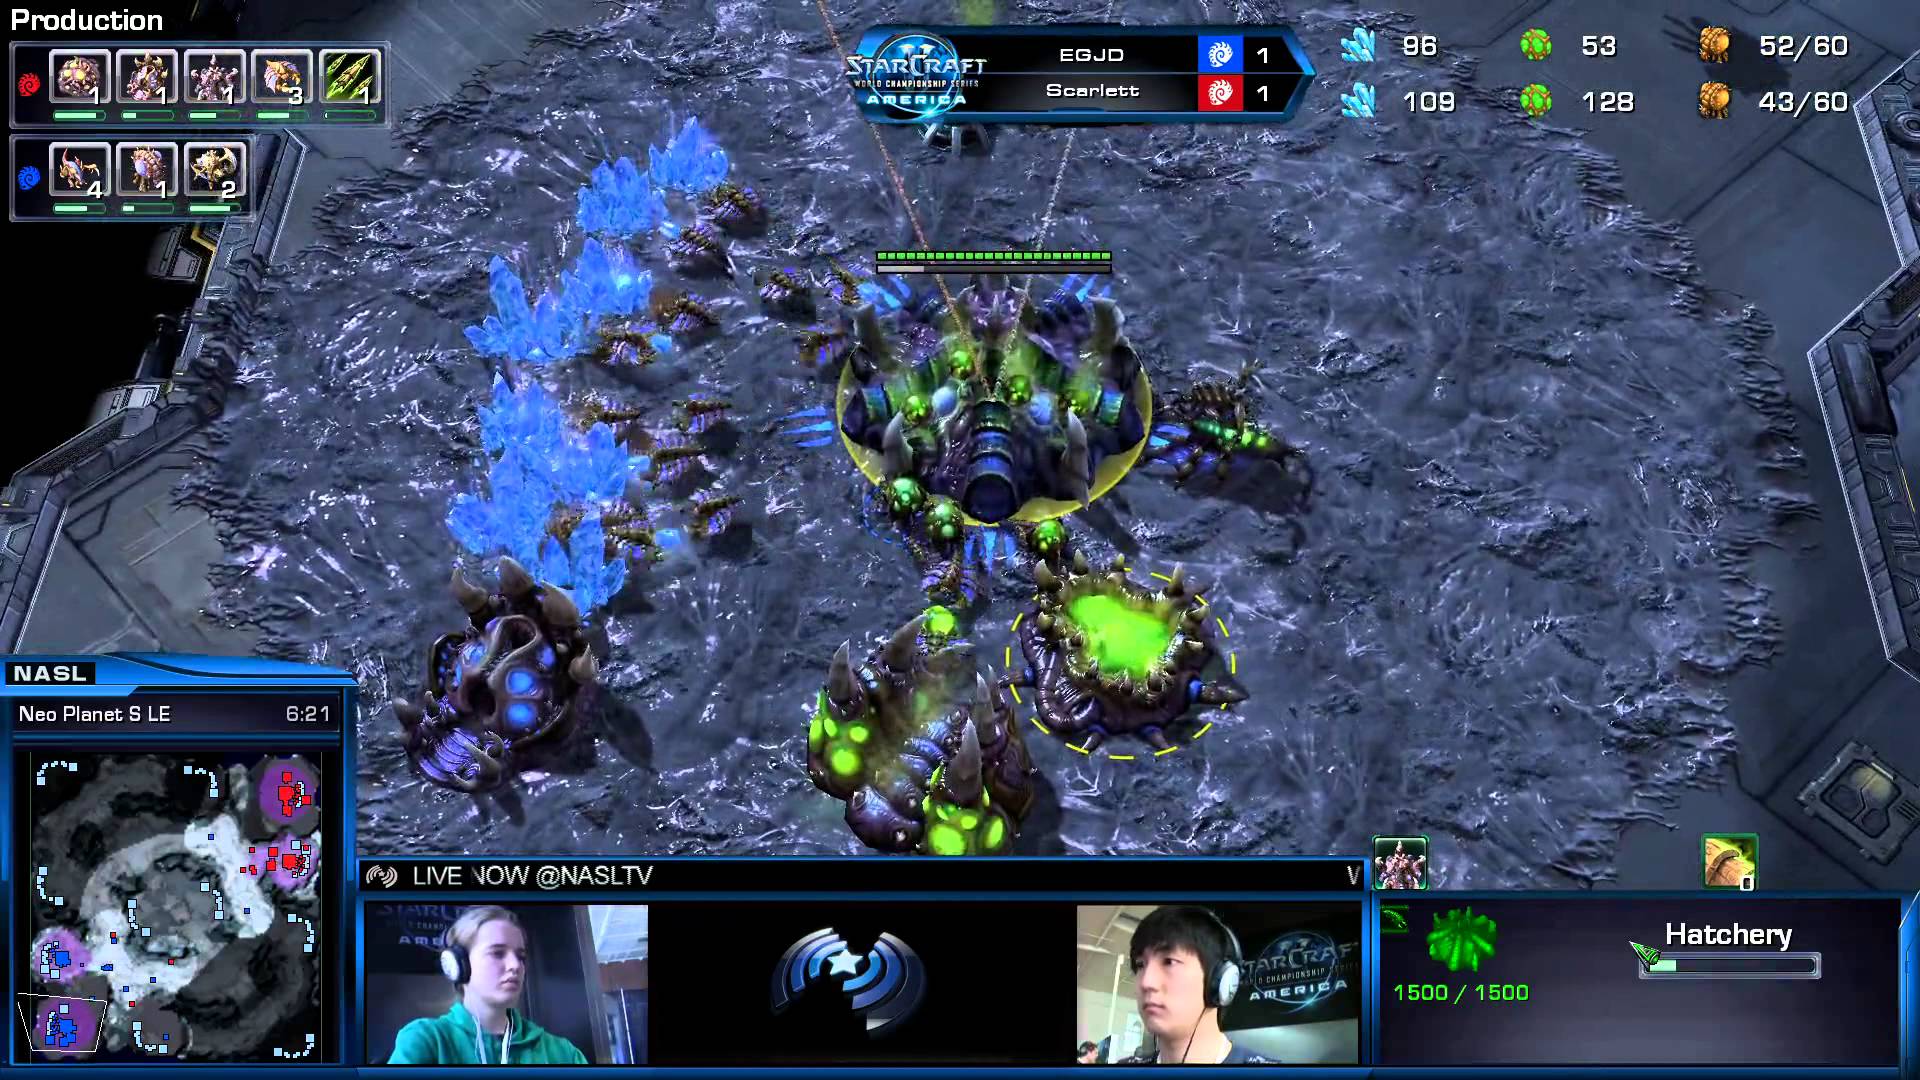 Production
1 1 1 3 1
4 1 2
STARCRAFT
WORLD CHAMPIONSHIP SERIES
AMERICA
EGJD 1
Scarlett 1
96 53 52/60
109 128 43/60
NASL
Neo Planet S LE 6:21
LIVE NOW @NASLTV V
0
Hatchery
1500 / 1500
AMERICA